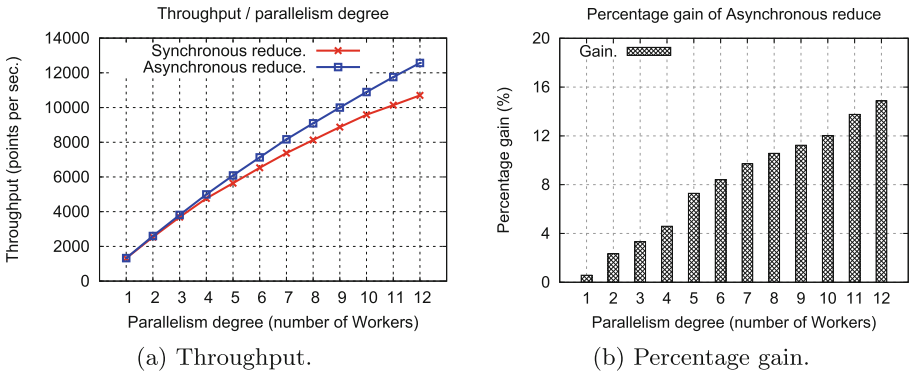 Throughput / parallelism degree
Throughput (points per sec.)
14000
12000
10000
8000
6000
4000
2000
0
Synchronous reduce.
Asynchronous reduce.
1 2 3 4 5 6 7 8 9 10 11 12
Parallelism degree (number of Workers)
(a) Throughput.
Percentage gain of Asynchronous reduce
Percentage gain (%)
20
16
12
8
4
0
Gain.
1 2 3 4 5 6 7 8 9 10 11 12
Parallelism degree (number of Workers)
(b) Percentage gain.